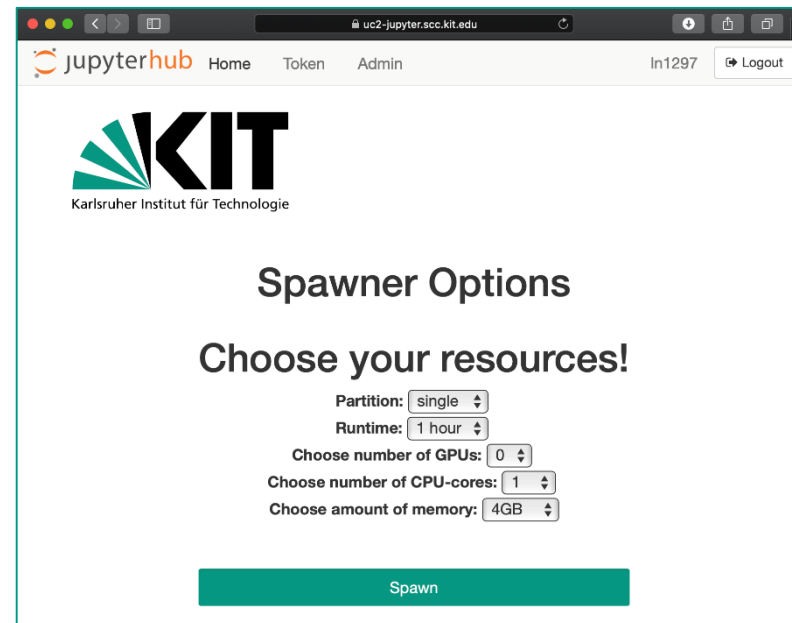 uc2-jupyter.scc.kit.edu
jupyterhub Home Token Admin ln1297 Logout
KIT
Karlsruher Institut für Technologie
Spawner Options
Choose your resources!
Partition: single
Runtime: 1 hour
Choose number of GPUs: 0
Choose number of CPU-cores: 1
Choose amount of memory: 4GB
Spawn